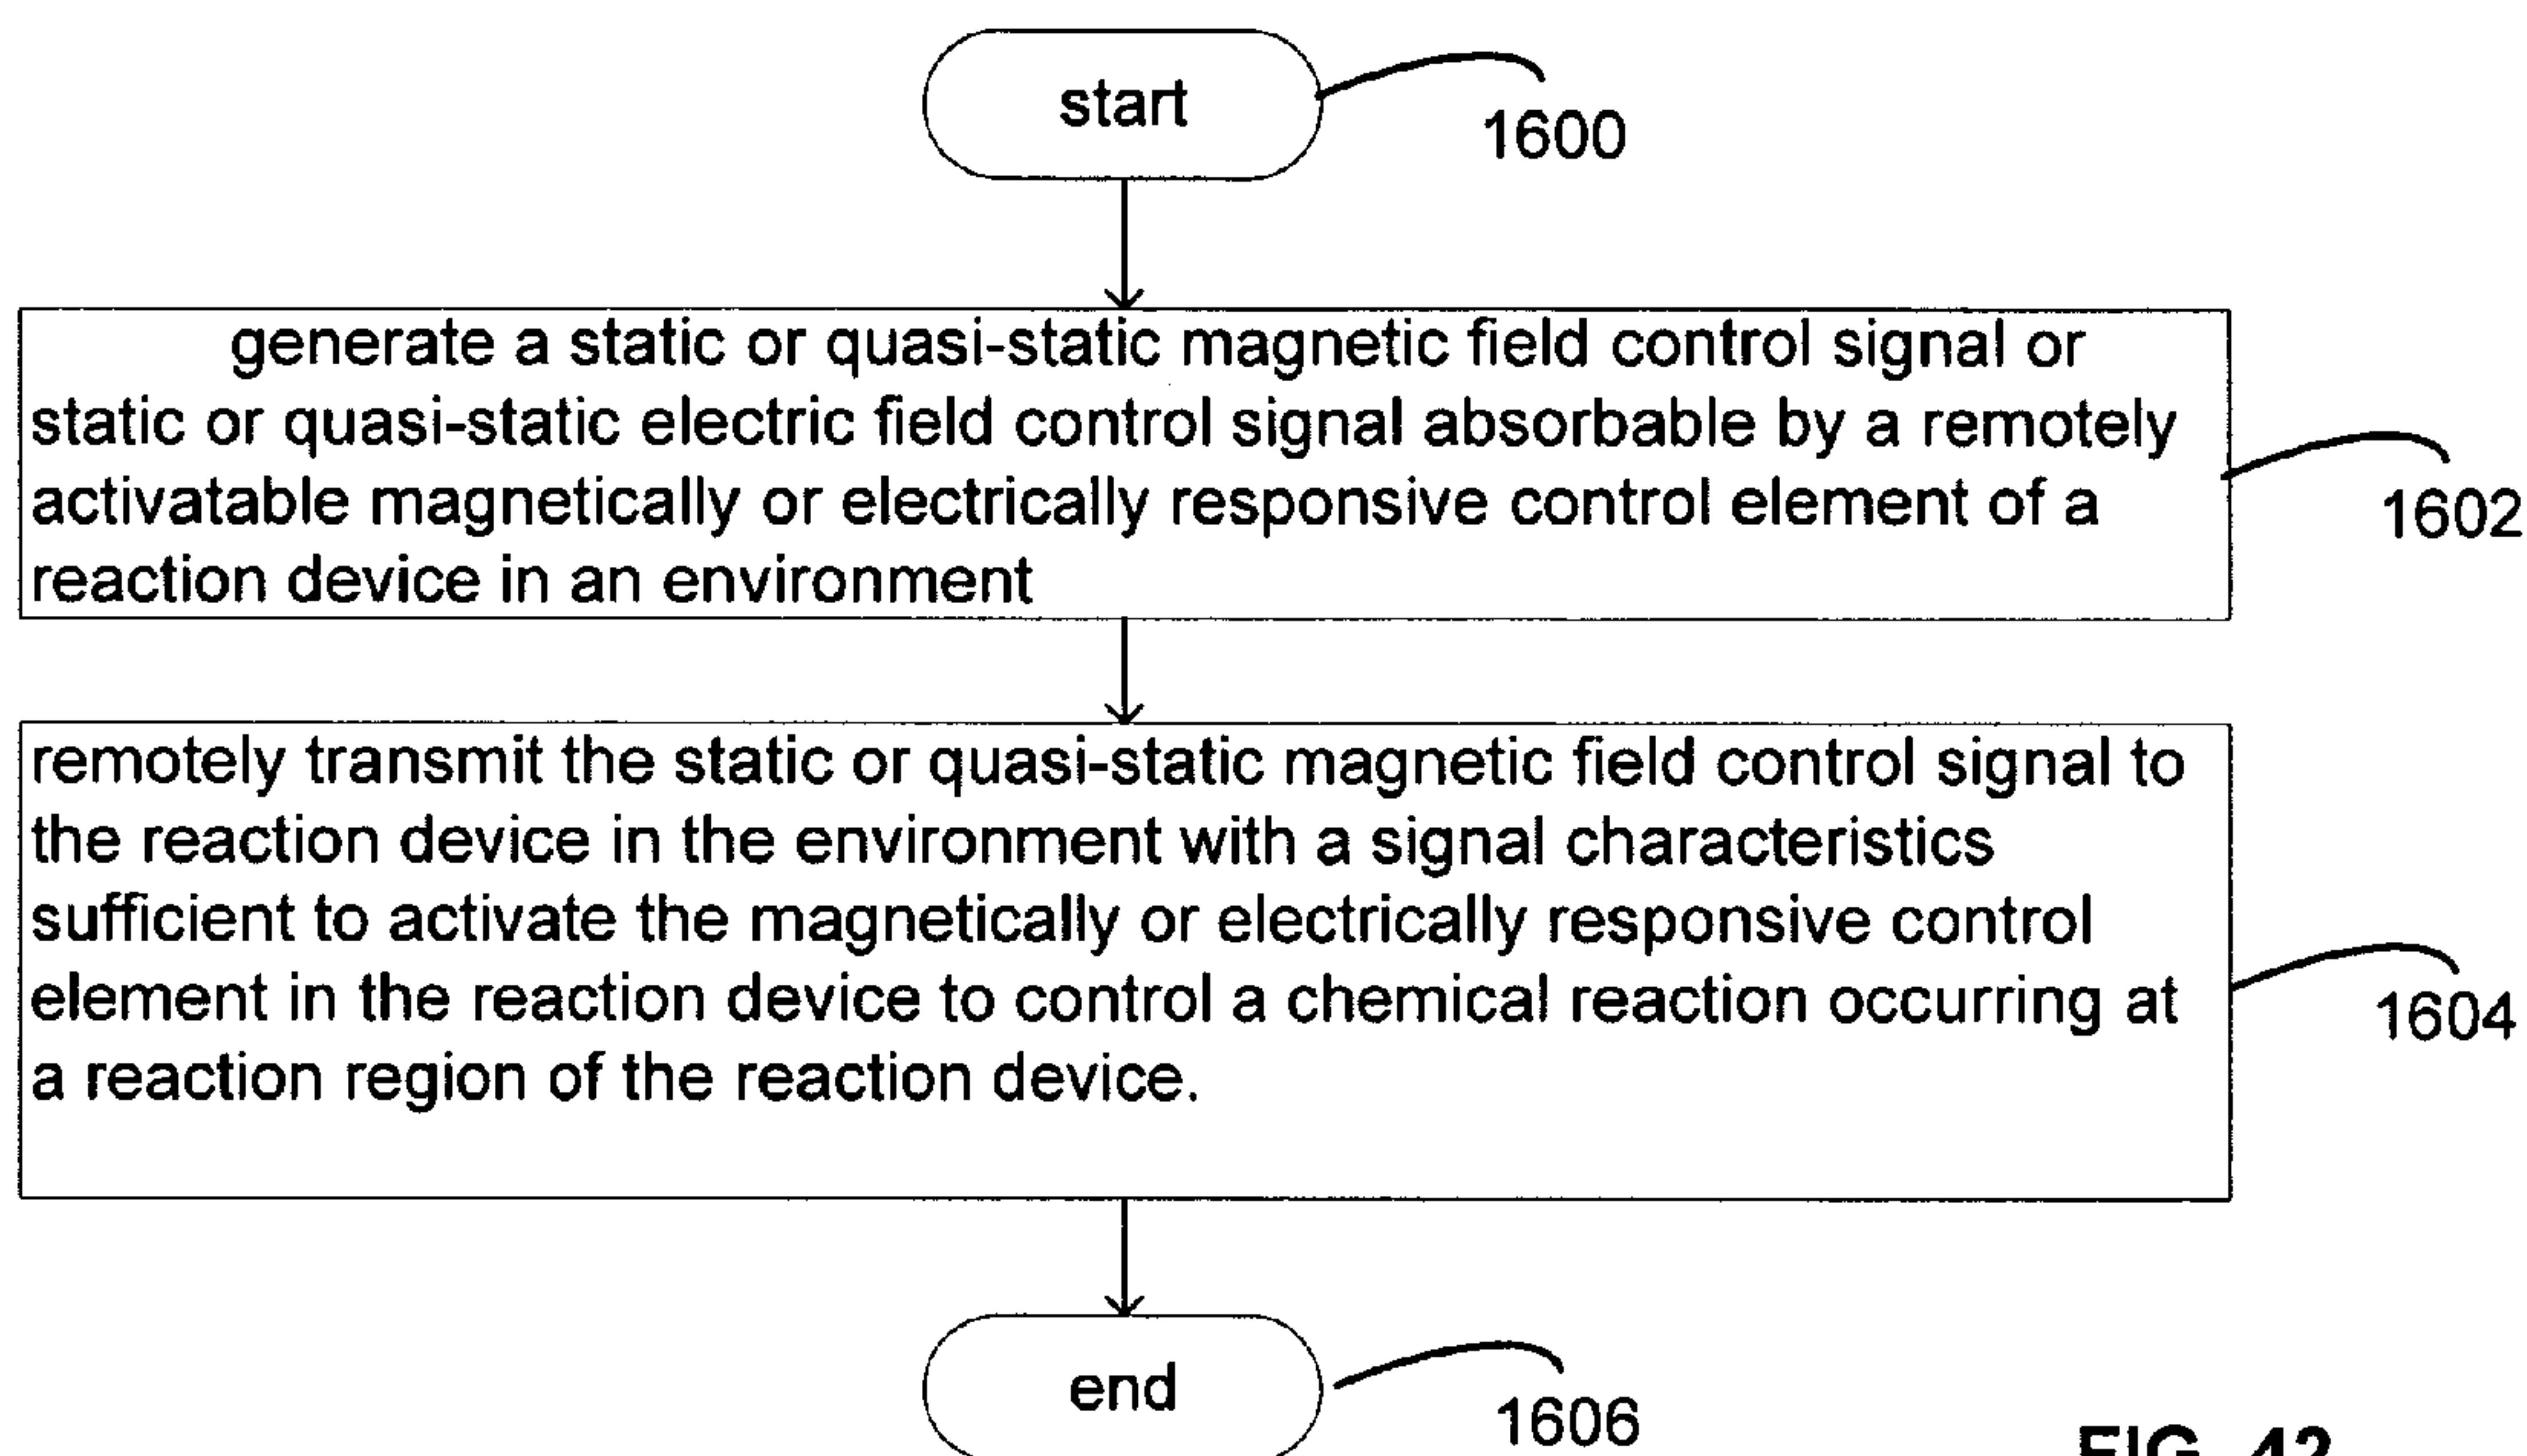 start
1600
generate a static or quasi-static magnetic field control signal or
static or quasi-static electric field control signal absorbable by a remotely
activatable magnetically or electrically responsive control element of a
reaction device in an environment
1602
remotely transmit the static or quasi-static magnetic field control signal to
the reaction device in the environment with a signal characteristics
sufficient to activate the magnetically or electrically responsive control
element in the reaction device to control a chemical reaction occurring at
a reaction region of the reaction device.
1604
end
1606
FIG. 42